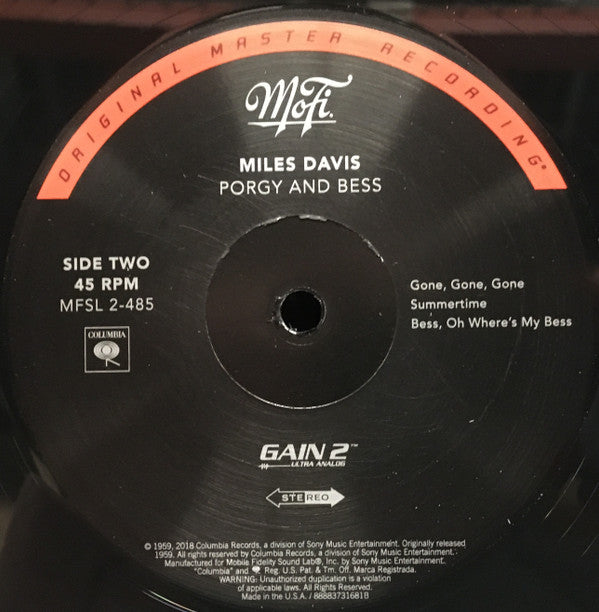 ORIGINAL MASTER RECORDING®
MoFi®
MILES DAVIS
PORGY AND BESS
SIDE TWO
45 RPM
MFSL 2-485
COLUMBIA
Gone, Gone, Gone
Summertime
Bess, Oh Where's My Bess
GAIN 2™
ULTRA ANALOG
STEREO
© 1959, 2018 Columbia Records, a division of Sony Music Entertainment. Originally released
1959. All rights reserved by Columbia Records, a division of Sony Music Entertainment.
Manufactured for Mobile Fidelity Sound Lab®, Inc. by Sony Music Entertainment.
"Columbia" and Reg. U.S. Pat. & Tm. Off. Marca Registrada.
WARNING: Unauthorized duplication is a violation
of applicable laws. All Rights Reserved.
Made in the U.S.A. / 88883731681B